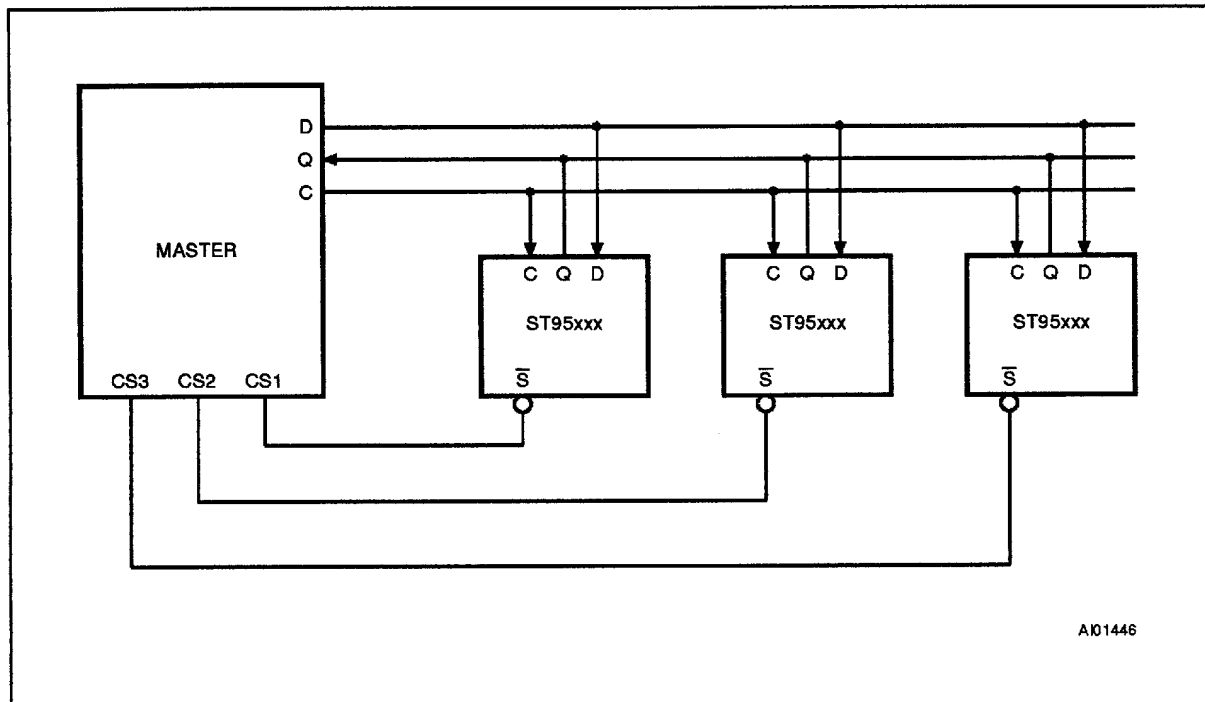 D
Q
C
MASTER
CS3 CS2 CS1
C Q D
ST95xxx
S̅
C Q D
ST95xxx
S̅
C Q D
ST95xxx
S̅
AI01446